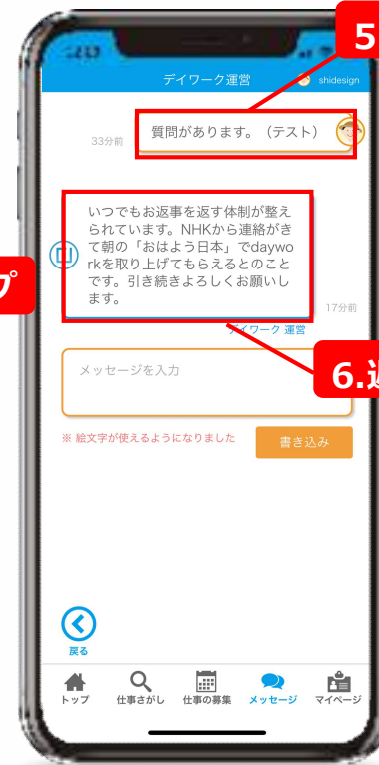 5
デイワーク運営
shidesign
33分前
質問があります。（テスト）
いつでもお返事を返す体制が整え
られています。NHKから連絡がき
て朝の「おはよう日本」でdaywo
rkを取り上げてもらえるとのこと
です。引き続きよろしくお願いし
ます。
17分前
デイワーク 運営
プ
6.返
メッセージを入力
※ 絵文字が使えるようになりました
書き込み
戻る
トップ
仕事さがし
仕事の募集
メッセージ
マイページ